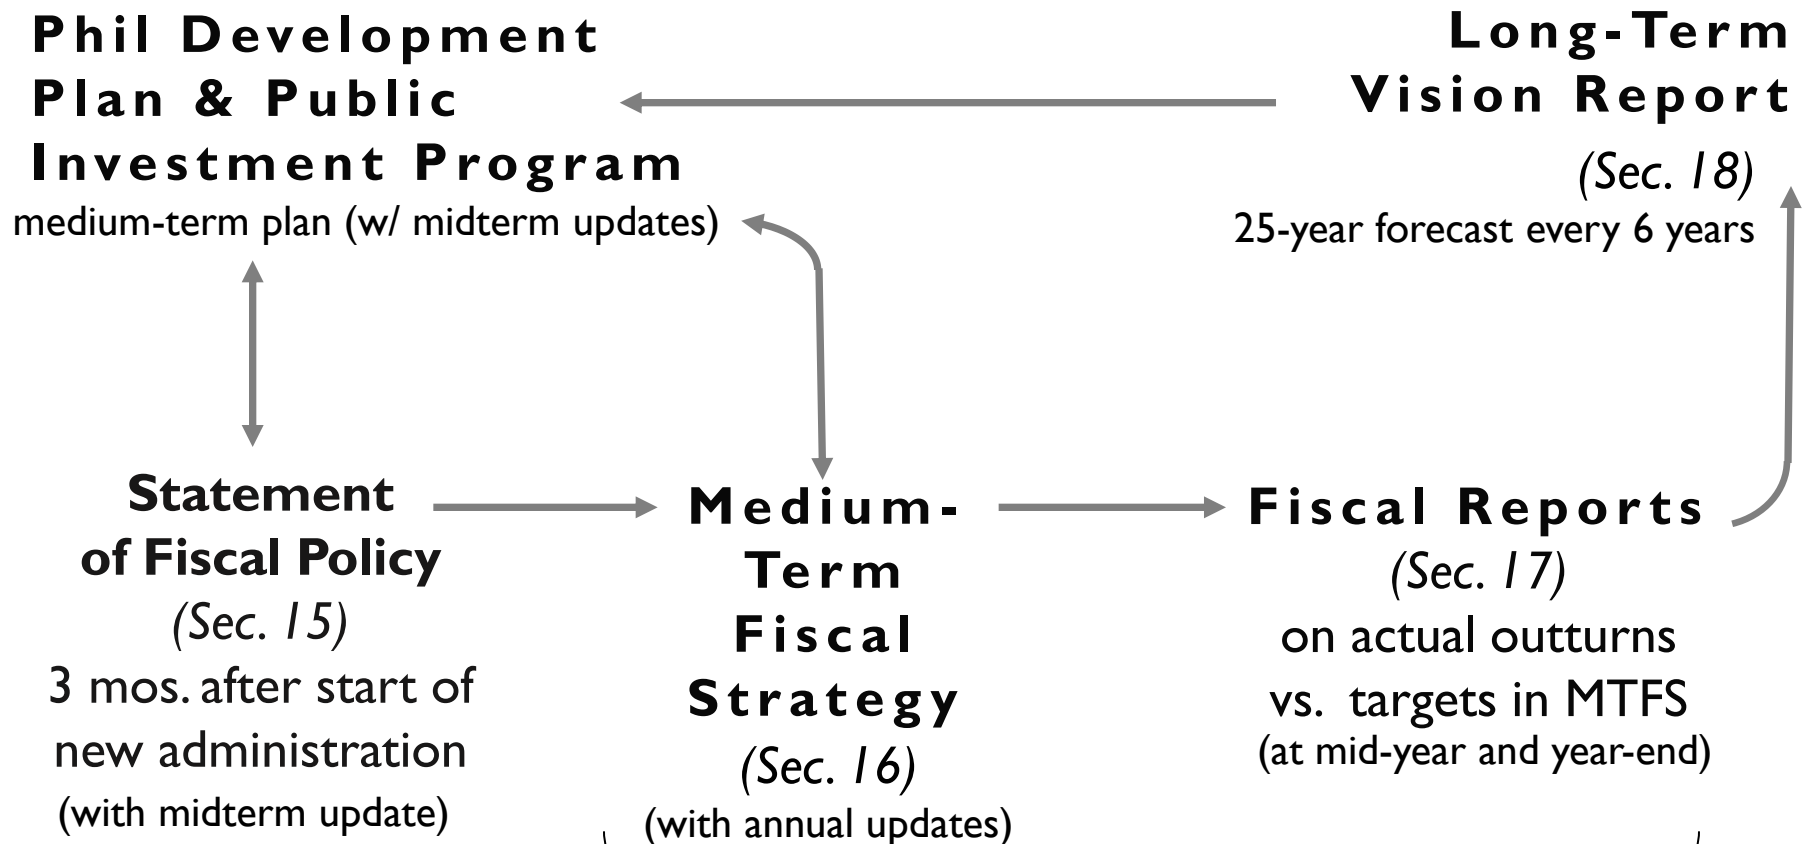 Phil Development
Plan & Public
Investment Program
medium-term plan (w/ midterm updates)
Long-Term
Vision Report
(Sec. 18)
25-year forecast every 6 years
Statement
of Fiscal Policy
(Sec. 15)
3 mos. after start of
new administration
(with midterm update)
Medium-
Term
Fiscal
Strategy
(Sec. 16)
(with annual updates)
Fiscal Reports
(Sec. 17)
on actual outturns
vs. targets in MTFS
(at mid-year and year-end)